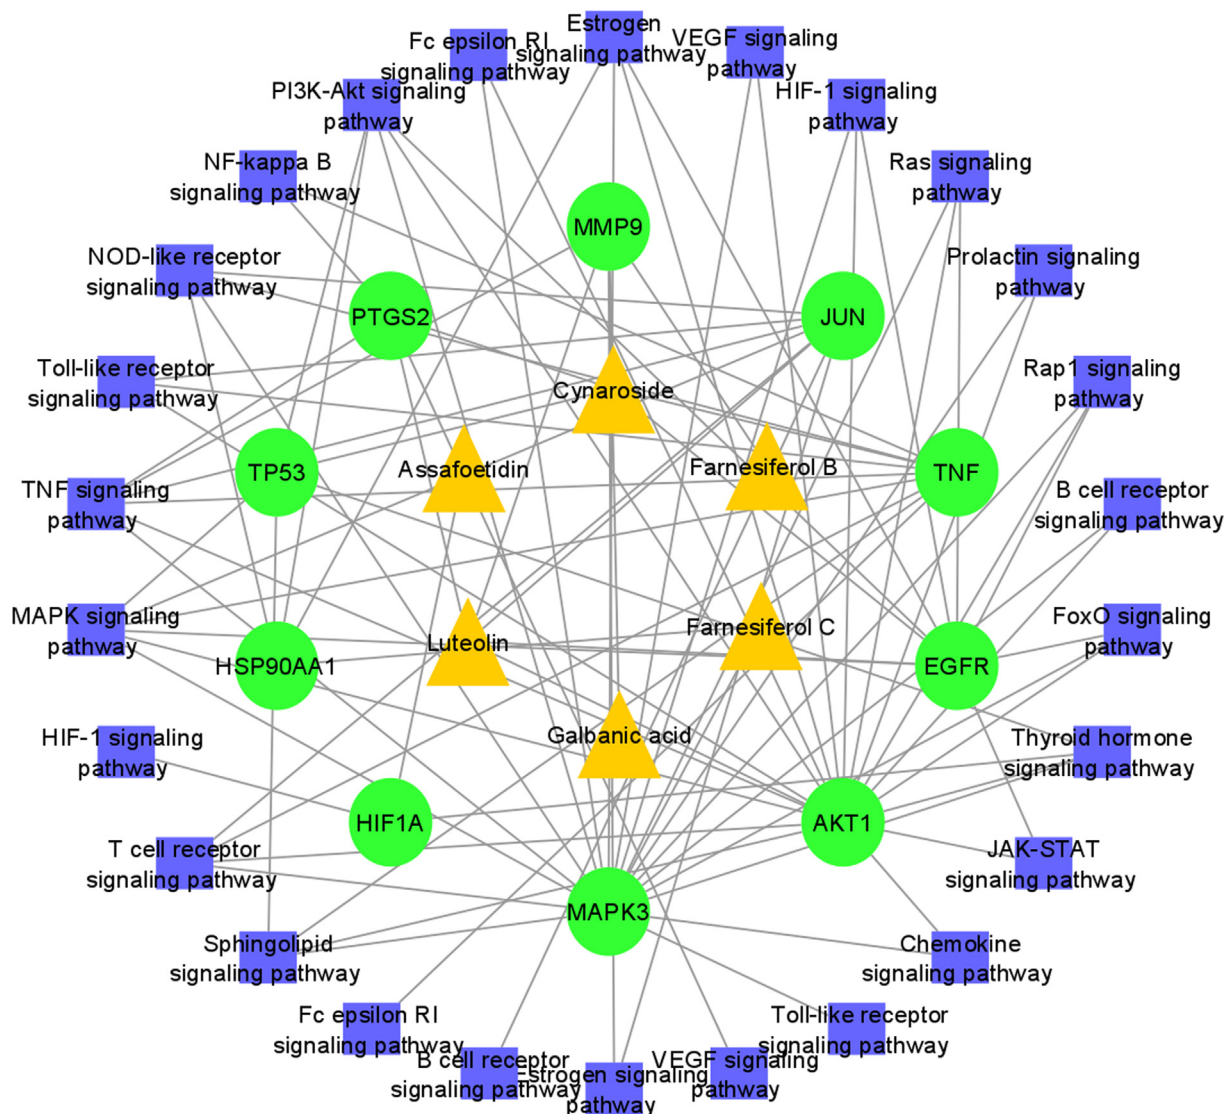 Estrogen
signaling pathway
Fc epsilon RI
signaling pathway
VEGF signaling
pathway
PI3K-Akt signaling
pathway
HIF-1 signaling
pathway
NF-kappa B
signaling pathway
Ras signaling
pathway
MMP9
NOD-like receptor
signaling pathway
Prolactin signaling
pathway
PTGS2
JUN
Toll-like receptor
signaling pathway
Cynaroside
Rap1 signaling
pathway
TP53
Assafoetidin
Farnesiferol B
TNF
TNF signaling
pathway
B cell receptor
signaling pathway
MAPK signaling
pathway
Luteolin
Farnesiferol C
FoxO signaling
pathway
HSP90AA1
EGFR
HIF-1 signaling
pathway
Galbanic acid
Thyroid hormone
signaling pathway
HIF1A
AKT1
T cell receptor
signaling pathway
JAK-STAT
signaling pathway
MAPK3
Sphingolipid
signaling pathway
Chemokine
signaling pathway
Fc epsilon RI
signaling pathway
Toll-like receptor
signaling pathway
B cell receptor
signaling pathway
Estrogen signaling
pathway
VEGF signaling
pathway